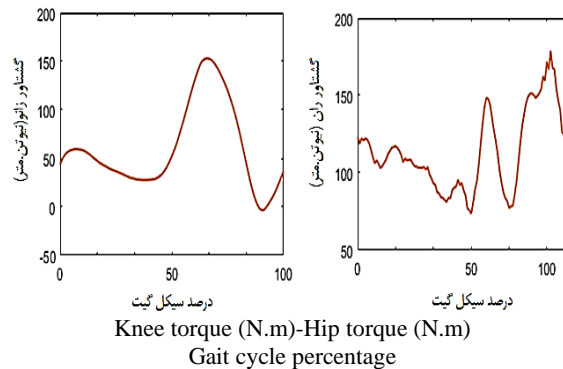 200
150
100
50
0
-50
گشتاور زانو(نیوتن.متر)
0
50
100
درصد سیکل گیت
200
150
100
50
گشتاور ران (نیوتن.متر)
0
50
100
درصد سیکل گیت
Knee torque (N.m)-Hip torque (N.m)
Gait cycle percentage